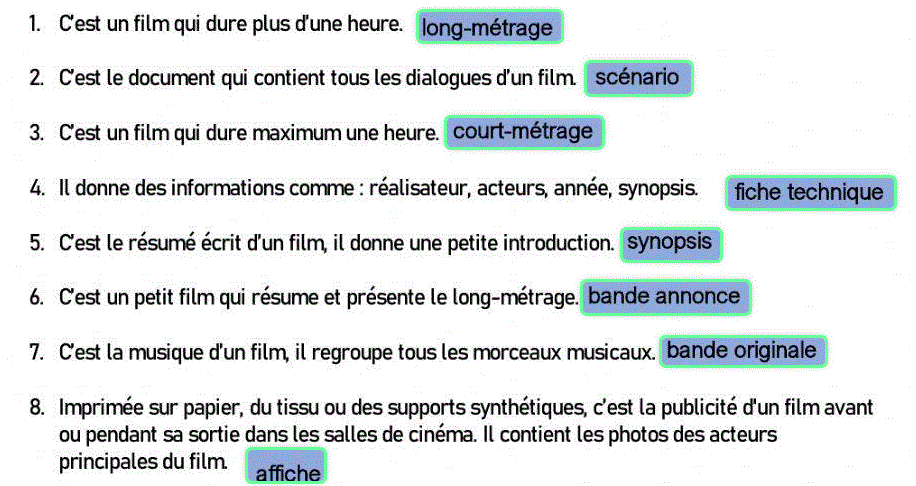 1. C'est un film qui dure plus d'une heure. long-métrage
2. C'est le document qui contient tous les dialogues d'un film. scénario
3. C'est un film qui dure maximum une heure. court-métrage
4. Il donne des informations comme : réalisateur, acteurs, année, synopsis. fiche technique
5. C'est le résumé écrit d'un film, il donne une petite introduction. synopsis
6. C'est un petit film qui résume et présente le long-métrage. bande annonce
7. C'est la musique d'un film, il regroupe tous les morceaux musicaux. bande originale
8. Imprimée sur papier, du tissu ou des supports synthétiques, c'est la publicité d'un film avant
ou pendant sa sortie dans les salles de cinéma. Il contient les photos des acteurs
principales du film. affiche